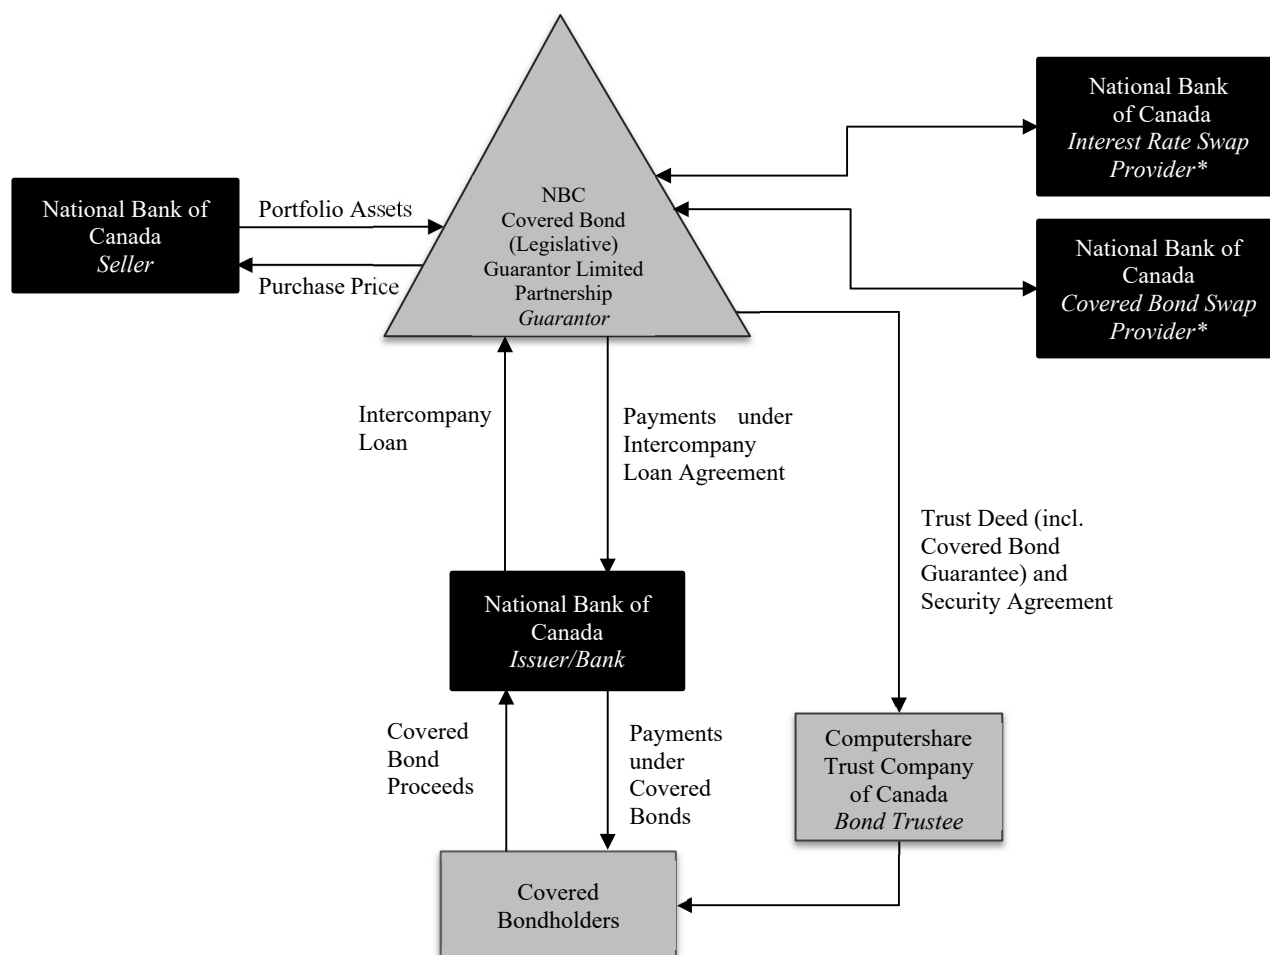 National Bank
of Canada
Interest Rate Swap
Provider*
National Bank of
Canada
Seller
Portfolio Assets
Purchase Price
NBC
Covered Bond
(Legislative)
Guarantor Limited
Partnership
Guarantor
National Bank of
Canada
Covered Bond Swap
Provider*
Intercompany
Loan
Payments under
Intercompany
Loan Agreement
Trust Deed (incl.
Covered Bond
Guarantee) and
Security Agreement
National Bank of
Canada
Issuer/Bank
Covered
Bond
Proceeds
Payments
under
Covered
Bonds
Computershare
Trust Company
of Canada
Bond Trustee
Covered
Bondholders